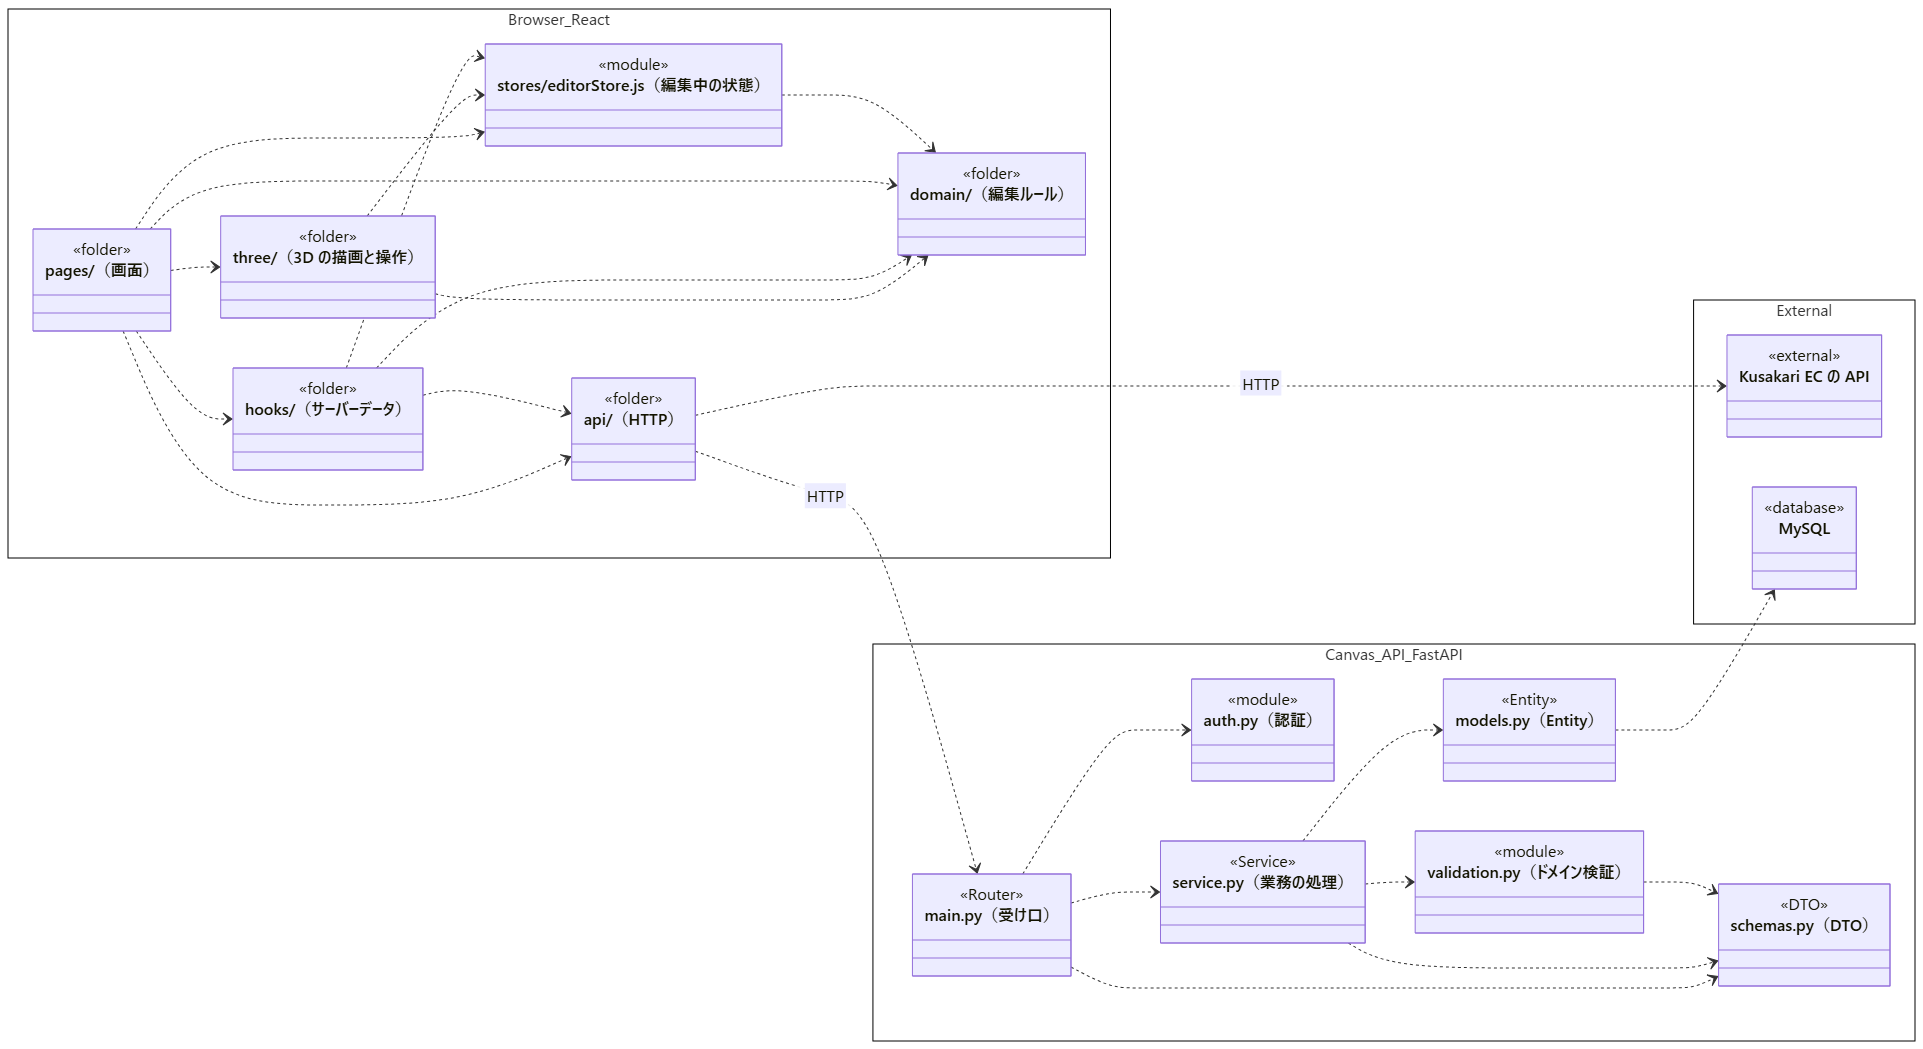 Browser_React
«module»
stores/editorStore.js（編集中の状態）
«folder»
domain/（編集ルール）
«folder»
pages/（画面）
«folder»
three/（3D の描画と操作）
«folder»
hooks/（サーバーデータ）
«folder»
api/（HTTP）
HTTP
HTTP
External
«external»
Kusakari EC の API
«database»
MySQL
Canvas_API_FastAPI
«module»
auth.py（認証）
«Entity»
models.py（Entity）
«Router»
main.py（受け口）
«Service»
service.py（業務の処理）
«module»
validation.py（ドメイン検証）
«DTO»
schemas.py（DTO）